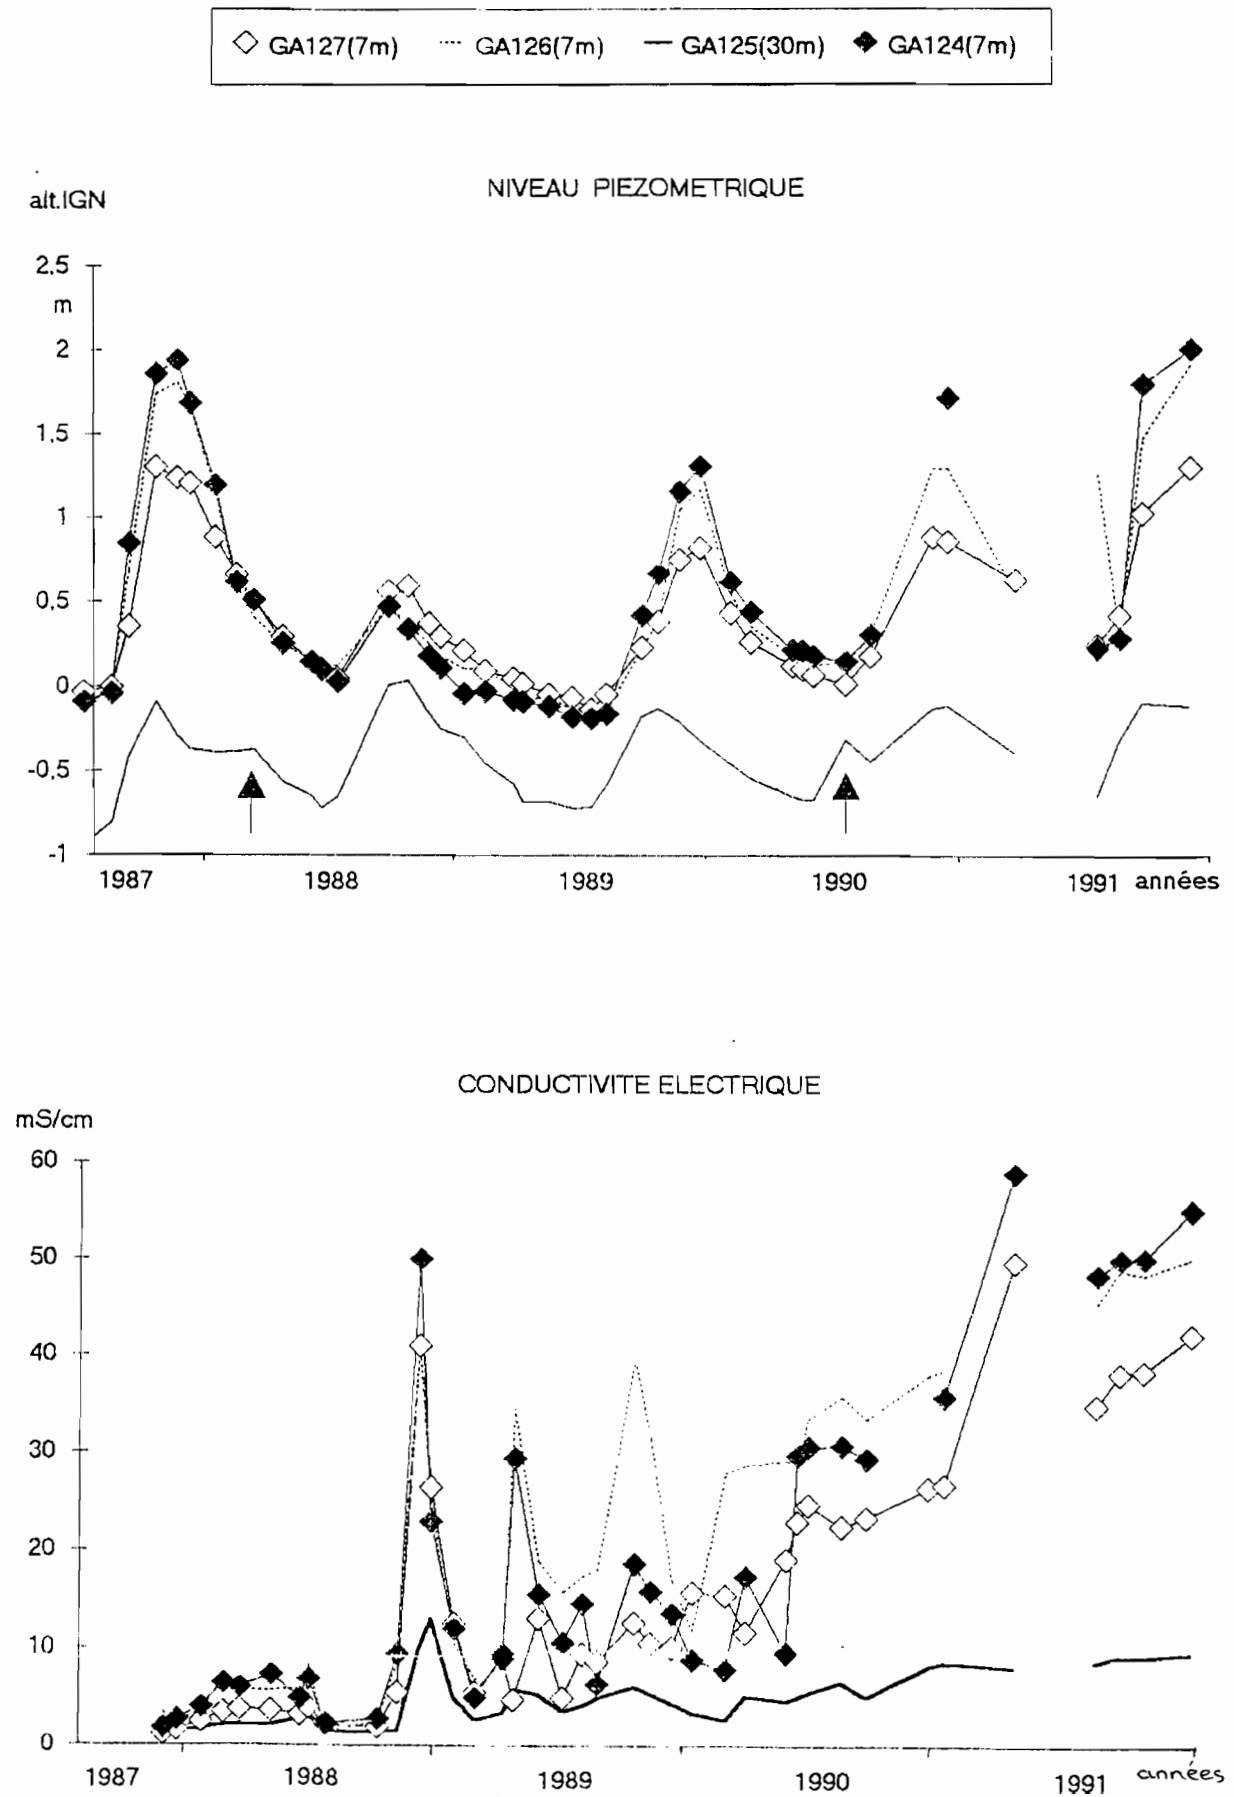 GA127(7m) GA126(7m) GA125(30m) GA124(7m)
alt.IGN
NIVEAU PIEZOMETRIQUE
2,5
m
2
1,5
1
0,5
0
-0,5
-1
1987 1988 1989 1990 1991 années
CONDUCTIVITE ELECTRIQUE
mS/cm
60
50
40
30
20
10
0
1987 1988 1989 1990 1991 années